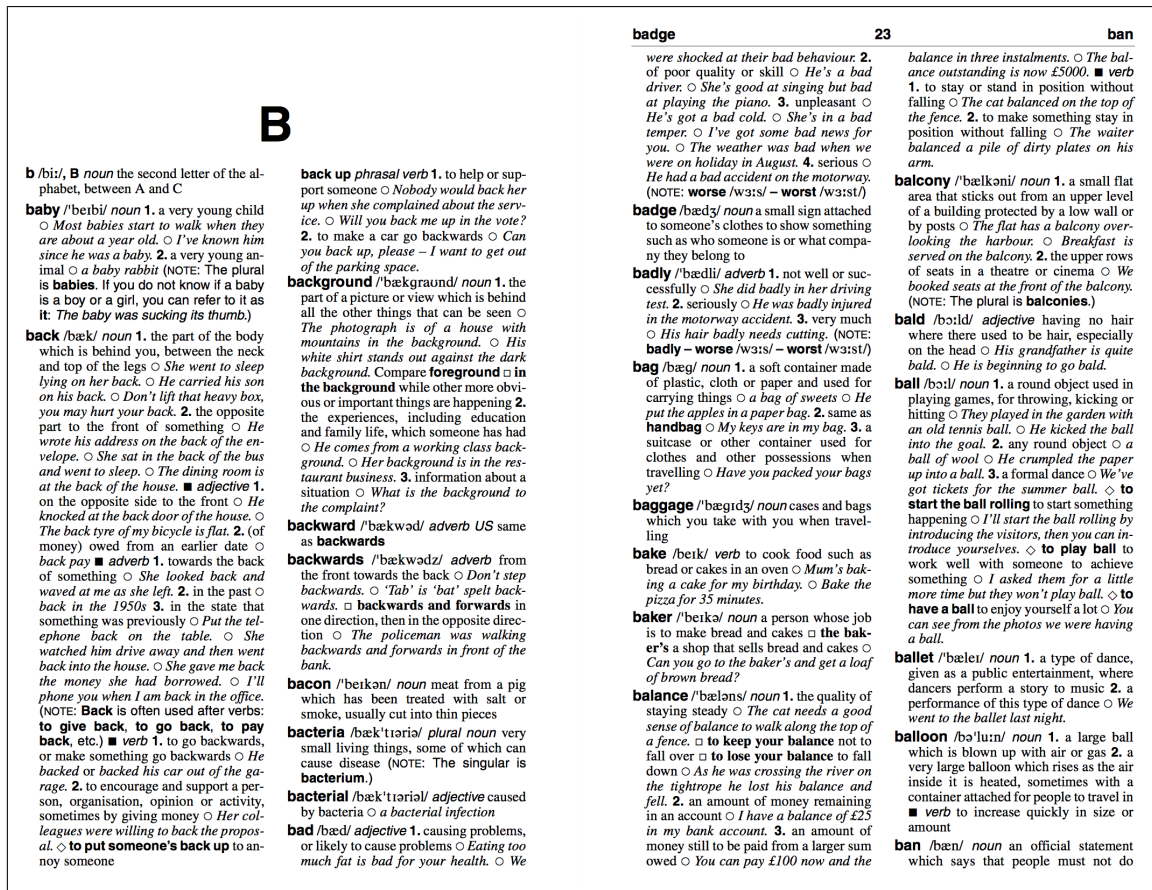 B
b /biː/, B noun the second letter of the al-
phabet, between A and C
baby /ˈbeɪbi/ noun 1. a very young child
○ Most babies start to walk when they
are about a year old. ○ I've known him
since he was a baby. 2. a very young an-
imal ○ a baby rabbit (NOTE: The plural
is babies. If you do not know if a baby
is a boy or a girl, you can refer to it as
it: The baby was sucking its thumb.)
back /bæk/ noun 1. the part of the body
which is behind you, between the neck
and top of the legs ○ She went to sleep
lying on her back. ○ He carried his son
on his back. ○ Don't lift that heavy box,
you may hurt your back. 2. the opposite
part to the front of something ○ He
wrote his address on the back of the en-
velope. ○ She sat in the back of the bus
and went to sleep. ○ The dining room is
at the back of the house. ■ adjective 1.
on the opposite side to the front ○ He
knocked at the back door of the house. ○
The back tyre of my bicycle is flat. 2. (of
money) owed from an earlier date ○
back pay ■ adverb 1. towards the back
of something ○ She looked back and
waved at me as she left. 2. in the past ○
back in the 1950s 3. in the state that
something was previously ○ Put the tel-
ephone back on the table. ○ She
watched him drive away and then went
back into the house. ○ She gave me back
the money she had borrowed. ○ I'll
phone you when I am back in the office.
(NOTE: Back is often used after verbs:
to give back, to go back, to pay
back, etc.) ■ verb 1. to go backwards,
or make something go backwards ○ He
backed or backed his car out of the ga-
rage. 2. to encourage and support a per-
son, organisation, opinion or activity,
sometimes by giving money ○ Her col-
leagues were willing to back the propos-
al. ◇ to put someone's back up to an-
noy someone
back up phrasal verb 1. to help or sup-
port someone ○ Nobody would back her
up when she complained about the serv-
ice. ○ Will you back me up in the vote?
2. to make a car go backwards ○ Can
you back up, please – I want to get out
of the parking space.
background /ˈbækɡraʊnd/ noun 1. the
part of a picture or view which is behind
all the other things that can be seen ○
The photograph is of a house with
mountains in the background. ○ His
white shirt stands out against the dark
background. Compare foreground □ in
the background while other more obvi-
ous or important things are happening 2.
the experiences, including education
and family life, which someone has had
○ He comes from a working class back-
ground. ○ Her background is in the res-
taurant business. 3. information about a
situation ○ What is the background to
the complaint?
backward /ˈbækwəd/ adverb US same
as backwards
backwards /ˈbækwədz/ adverb from
the front towards the back ○ Don't step
backwards. ○ 'Tab' is 'bat' spelt back-
wards. □ backwards and forwards in
one direction, then in the opposite direc-
tion ○ The policeman was walking
backwards and forwards in front of the
bank.
bacon /ˈbeɪkən/ noun meat from a pig
which has been treated with salt or
smoke, usually cut into thin pieces
bacteria /bækˈtɪəriə/ plural noun very
small living things, some of which can
cause disease (NOTE: The singular is
bacterium.)
bacterial /bækˈtɪəriəl/ adjective caused
by bacteria ○ a bacterial infection
bad /bæd/ adjective 1. causing problems,
or likely to cause problems ○ Eating too
much fat is bad for your health. ○ We
badge 23 ban
were shocked at their bad behaviour. 2.
of poor quality or skill ○ He's a bad
driver. ○ She's good at singing but bad
at playing the piano. 3. unpleasant ○
He's got a bad cold. ○ She's in a bad
temper. ○ I've got some bad news for
you. ○ The weather was bad when we
were on holiday in August. 4. serious ○
He had a bad accident on the motorway.
(NOTE: worse /wɜːs/ – worst /wɜːst/)
badge /bædʒ/ noun a small sign attached
to someone's clothes to show something
such as who someone is or what compa-
ny they belong to
badly /ˈbædli/ adverb 1. not well or suc-
cessfully ○ She did badly in her driving
test. 2. seriously ○ He was badly injured
in the motorway accident. 3. very much
○ His hair badly needs cutting. (NOTE:
badly – worse /wɜːs/ – worst /wɜːst/)
bag /bæɡ/ noun 1. a soft container made
of plastic, cloth or paper and used for
carrying things ○ a bag of sweets ○ He
put the apples in a paper bag. 2. same as
handbag ○ My keys are in my bag. 3. a
suitcase or other container used for
clothes and other possessions when
travelling ○ Have you packed your bags
yet?
baggage /ˈbæɡɪdʒ/ noun cases and bags
which you take with you when travel-
ling
bake /beɪk/ verb to cook food such as
bread or cakes in an oven ○ Mum's bak-
ing a cake for my birthday. ○ Bake the
pizza for 35 minutes.
baker /ˈbeɪkə/ noun a person whose job
is to make bread and cakes □ the bak-
er's a shop that sells bread and cakes ○
Can you go to the baker's and get a loaf
of brown bread?
balance /ˈbæləns/ noun 1. the quality of
staying steady ○ The cat needs a good
sense of balance to walk along the top of
a fence. □ to keep your balance not to
fall over □ to lose your balance to fall
down ○ As he was crossing the river on
the tightrope he lost his balance and
fell. 2. an amount of money remaining
in an account ○ I have a balance of £25
in my bank account. 3. an amount of
money still to be paid from a larger sum
owed ○ You can pay £100 now and the
balance in three instalments. ○ The bal-
ance outstanding is now £5000. ■ verb
1. to stay or stand in position without
falling ○ The cat balanced on the top of
the fence. 2. to make something stay in
position without falling ○ The waiter
balanced a pile of dirty plates on his
arm.
balcony /ˈbælkəni/ noun 1. a small flat
area that sticks out from an upper level
of a building protected by a low wall or
by posts ○ The flat has a balcony over-
looking the harbour. ○ Breakfast is
served on the balcony. 2. the upper rows
of seats in a theatre or cinema ○ We
booked seats at the front of the balcony.
(NOTE: The plural is balconies.)
bald /bɔːld/ adjective having no hair
where there used to be hair, especially
on the head ○ His grandfather is quite
bald. ○ He is beginning to go bald.
ball /bɔːl/ noun 1. a round object used in
playing games, for throwing, kicking or
hitting ○ They played in the garden with
an old tennis ball. ○ He kicked the ball
into the goal. 2. any round object ○ a
ball of wool ○ He crumpled the paper
up into a ball. 3. a formal dance ○ We've
got tickets for the summer ball. ◇ to
start the ball rolling to start something
happening ○ I'll start the ball rolling by
introducing the visitors, then you can in-
troduce yourselves. ◇ to play ball to
work well with someone to achieve
something ○ I asked them for a little
more time but they won't play ball. ◇ to
have a ball to enjoy yourself a lot ○ You
can see from the photos we were having
a ball.
ballet /ˈbæleɪ/ noun 1. a type of dance,
given as a public entertainment, where
dancers perform a story to music 2. a
performance of this type of dance ○ We
went to the ballet last night.
balloon /bəˈluːn/ noun 1. a large ball
which is blown up with air or gas 2. a
very large balloon which rises as the air
inside it is heated, sometimes with a
container attached for people to travel in
■ verb to increase quickly in size or
amount
ban /bæn/ noun an official statement
which says that people must not do